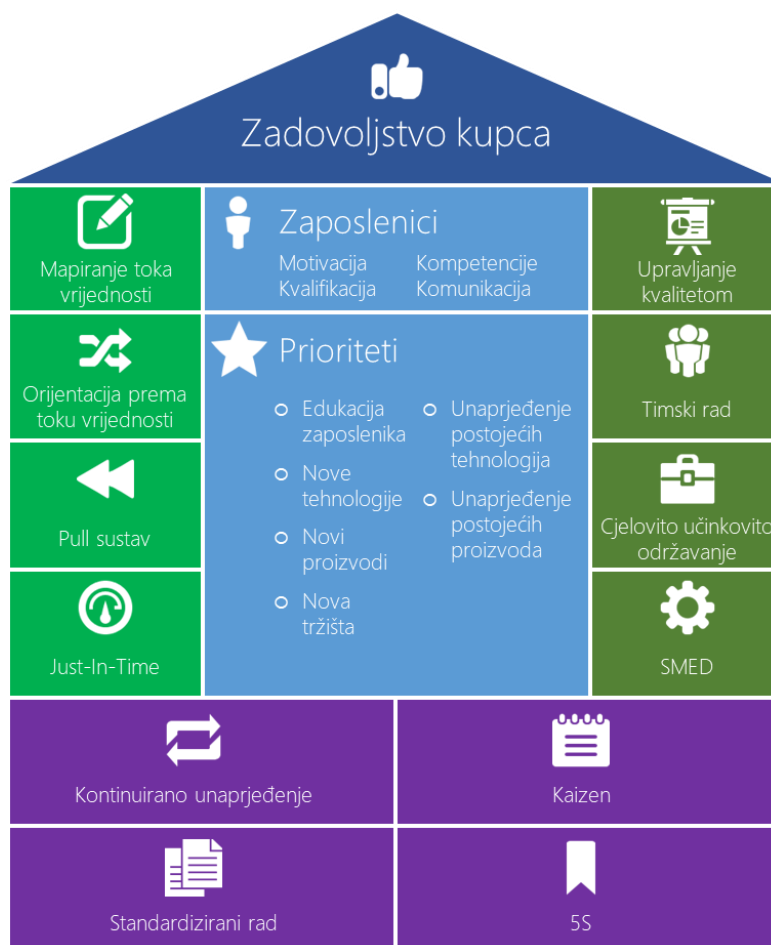 Zadovoljstvo kupca
Mapiranje toka
vrijednosti
Zaposlenici
Motivacija
Kvalifikacija
Kompetencije
Komunikacija
Upravljanje
kvalitetom
Orijentacija prema
toku vrijednosti
Pull sustav
Just-In-Time
Prioriteti
Edukacija
zaposlenika
Nove
tehnologije
Novi
proizvodi
Nova
tržišta
Unaprjeđenje
postojećih
tehnologija
Unaprjeđenje
postojećih
proizvoda
Timski rad
Cjelovito učinkovito
održavanje
SMED
Kontinuirano unaprjeđenje
Kaizen
Standardizirani rad
5S